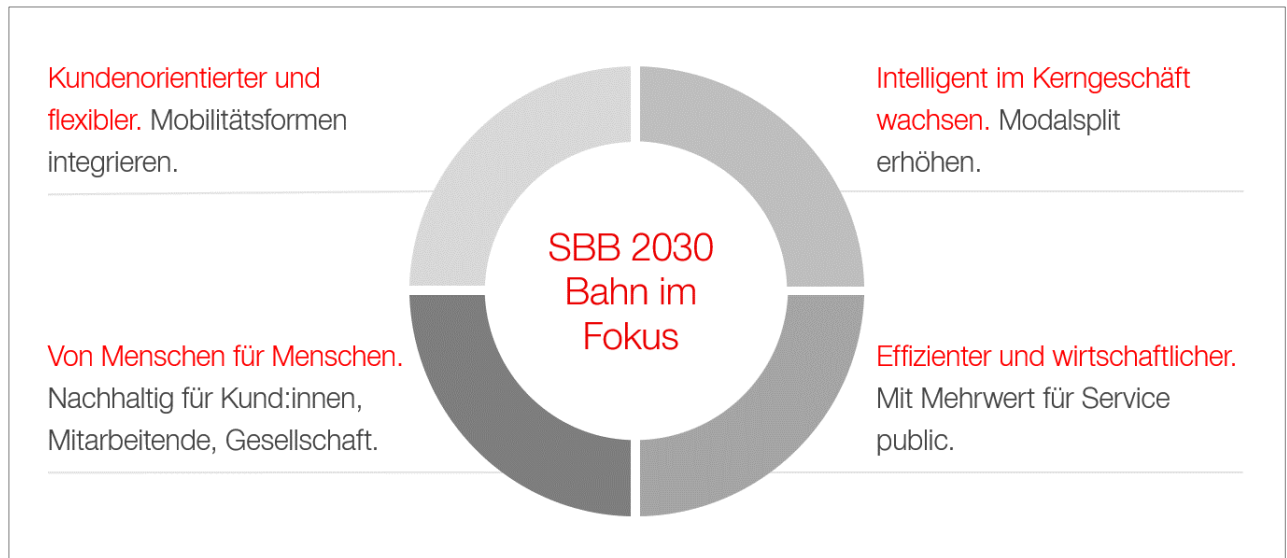 Kundenorientierter und
flexibler. Mobilitätsformen
integrieren.
Intelligent im Kerngeschäft
wachsen. Modalsplit
erhöhen.
SBB 2030
Bahn im
Fokus
Von Menschen für Menschen.
Nachhaltig für Kund:innen,
Mitarbeitende, Gesellschaft.
Effizienter und wirtschaftlicher.
Mit Mehrwert für Service
public.